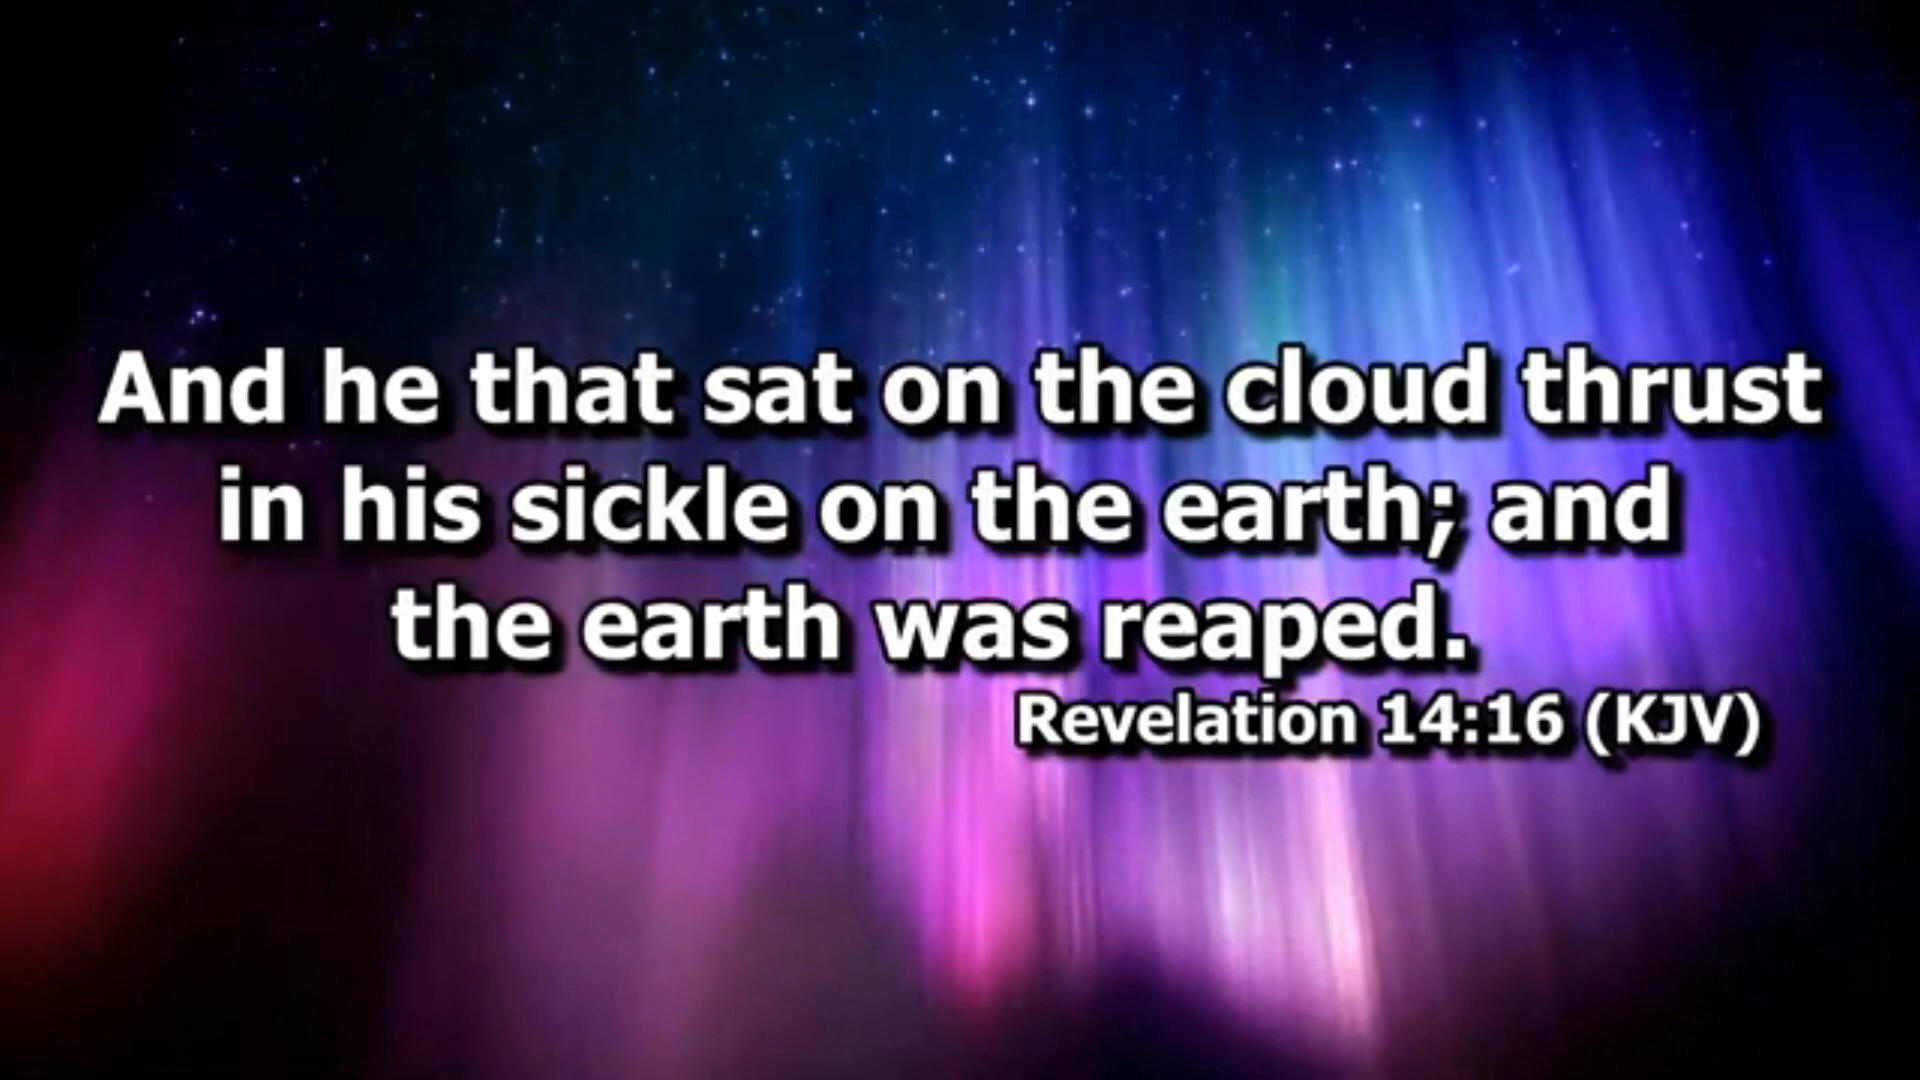 And he that sat on the cloud thrust
in his sickle on the earth; and
the earth was reaped.
Revelation 14:16 (KJV)